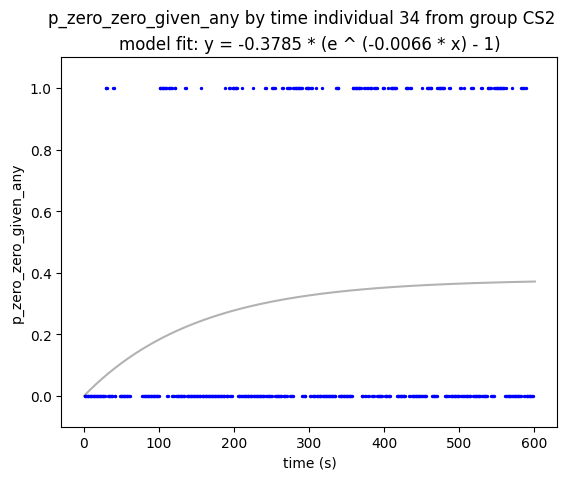 p_zero_zero_given_any by time individual 34 from group CS2
model fit: y = -0.3785 * (e ^ (-0.0066 * x) - 1)
1.0
0.8
0.6
0.4
0.2
0.0
p_zero_zero_given_any
0 100 200 300 400 500 600
time (s)